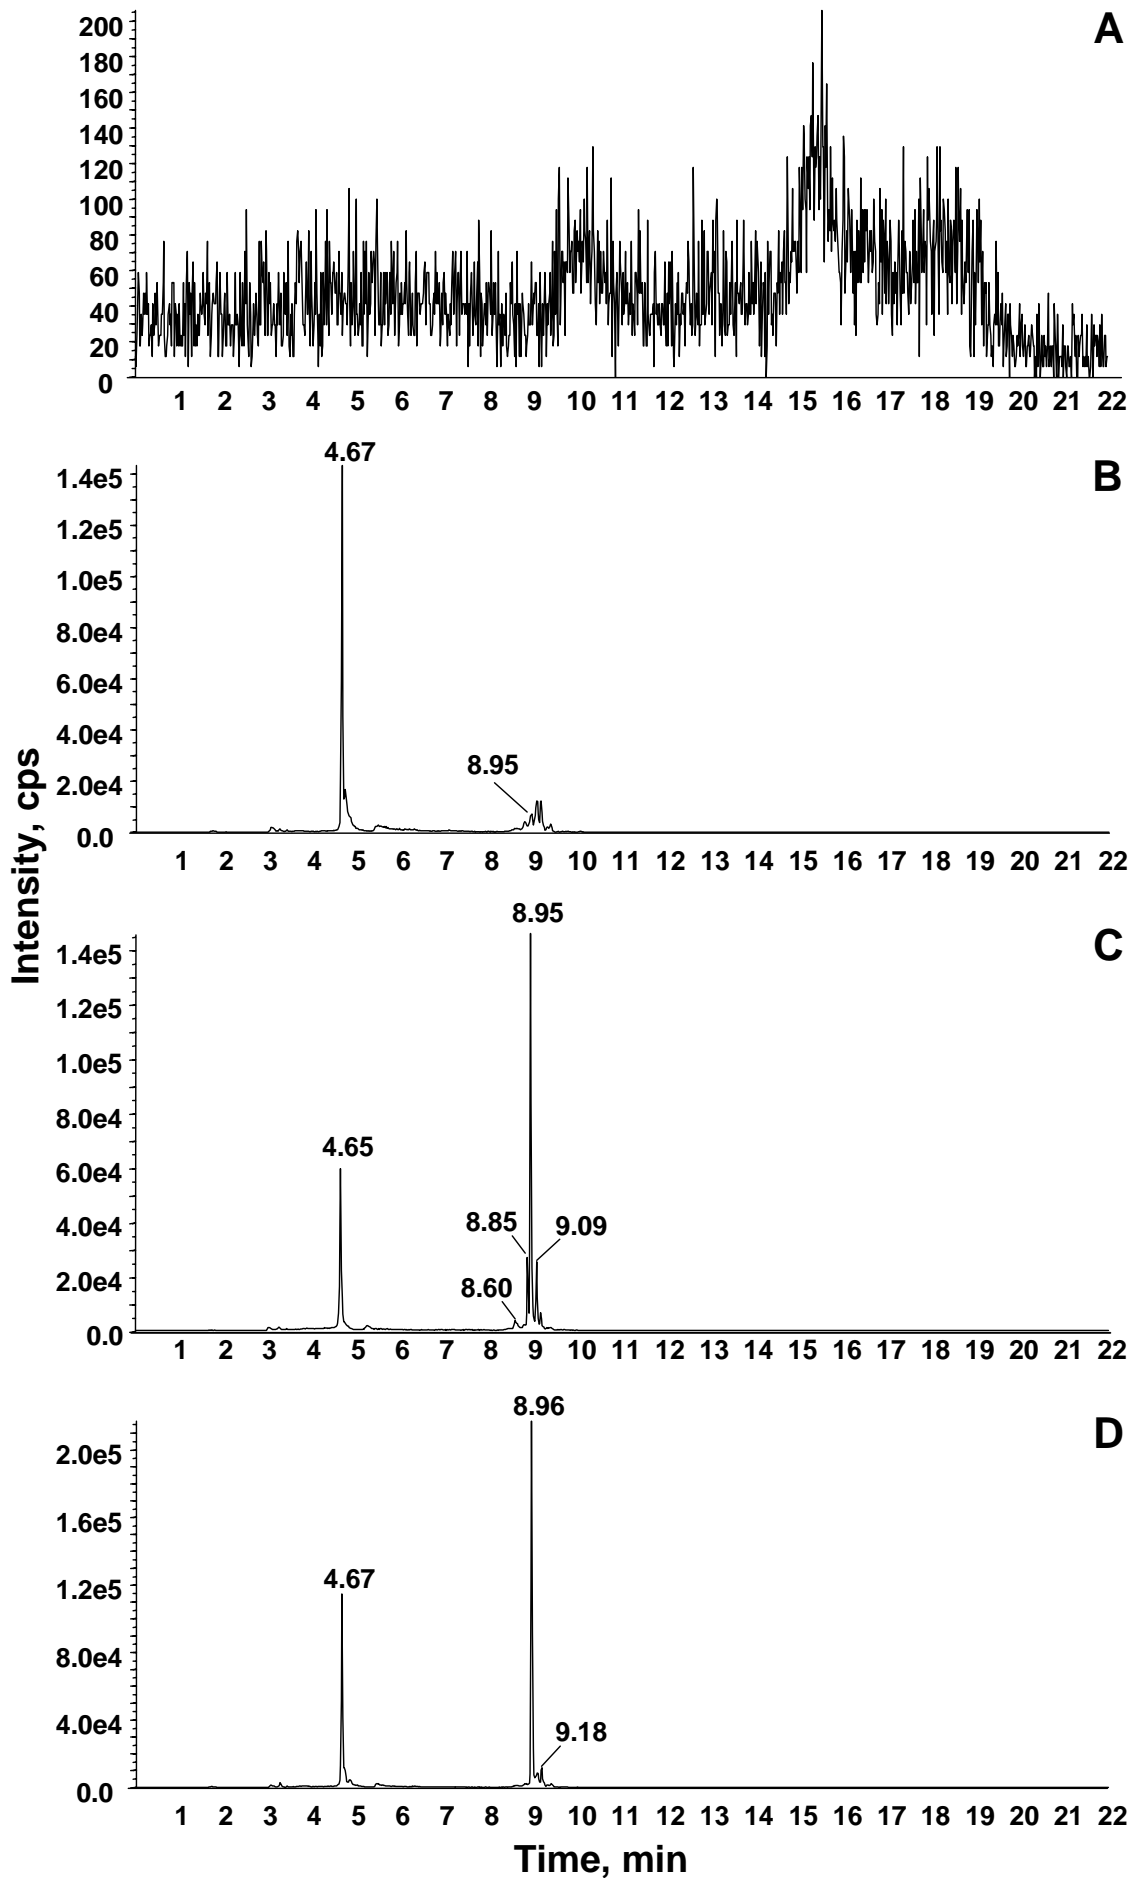 A
200
180
160
140
120
100
80
60
40
20
0
1 2 3 4 5 6 7 8 9 10 11 12 13 14 15 16 17 18 19 20 21 22
4.67
B
1.4e5
1.2e5
1.0e5
8.0e4
6.0e4
4.0e4
8.95
2.0e4
0.0
1 2 3 4 5 6 7 8 9 10 11 12 13 14 15 16 17 18 19 20 21 22
Intensity, cps
8.95
C
1.4e5
1.2e5
1.0e5
8.0e4
4.65
6.0e4
4.0e4
8.85 9.09
2.0e4
8.60
0.0
1 2 3 4 5 6 7 8 9 10 11 12 13 14 15 16 17 18 19 20 21 22
8.96
D
2.0e5
1.6e5
4.67
1.2e5
8.0e4
4.0e4
9.18
0.0
1 2 3 4 5 6 7 8 9 10 11 12 13 14 15 16 17 18 19 20 21 22
Time, min